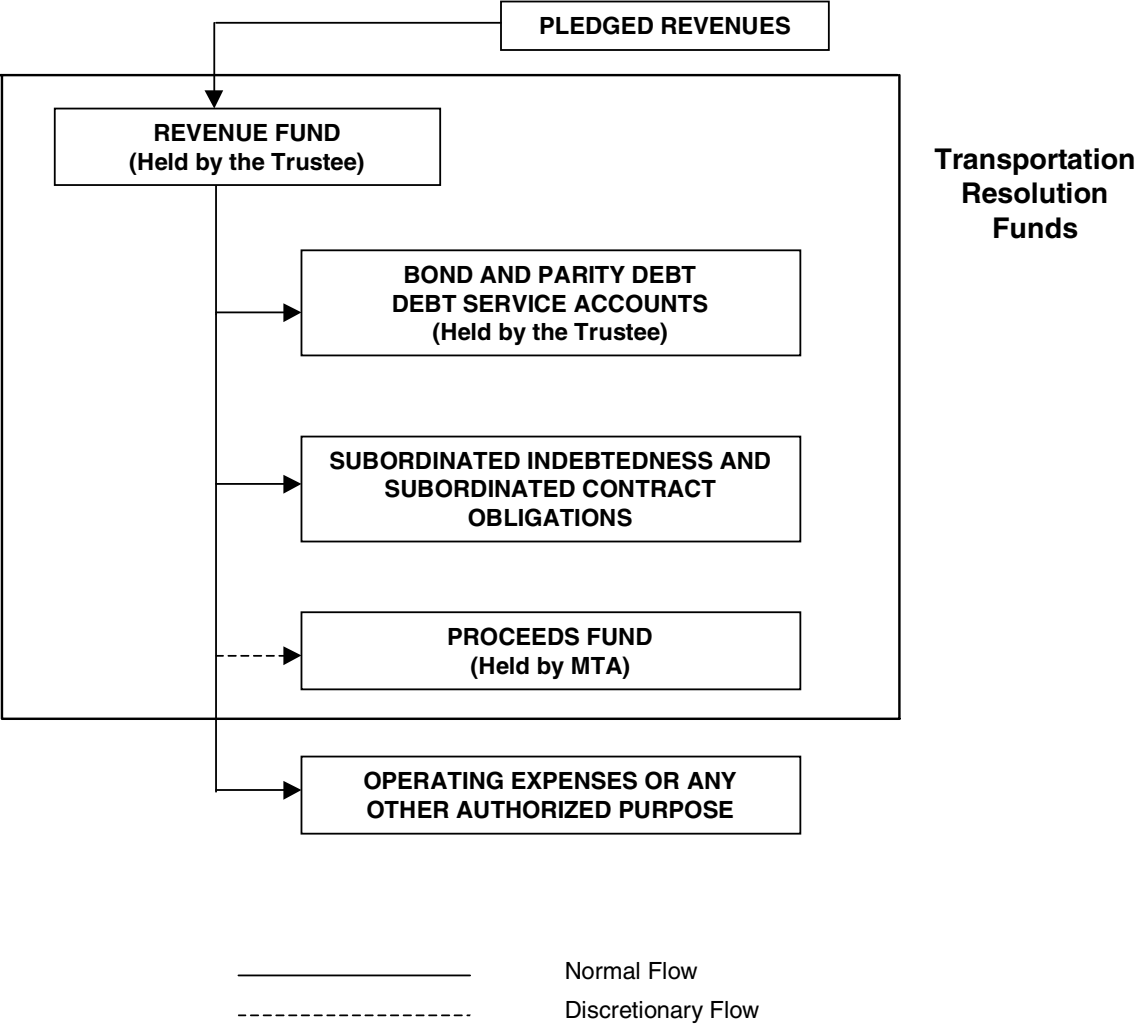 PLEDGED REVENUES
REVENUE FUND
(Held by the Trustee)
Transportation
Resolution
Funds
BOND AND PARITY DEBT
DEBT SERVICE ACCOUNTS
(Held by the Trustee)
SUBORDINATED INDEBTEDNESS AND
SUBORDINATED CONTRACT
OBLIGATIONS
PROCEEDS FUND
(Held by MTA)
OPERATING EXPENSES OR ANY
OTHER AUTHORIZED PURPOSE
Normal Flow
Discretionary Flow